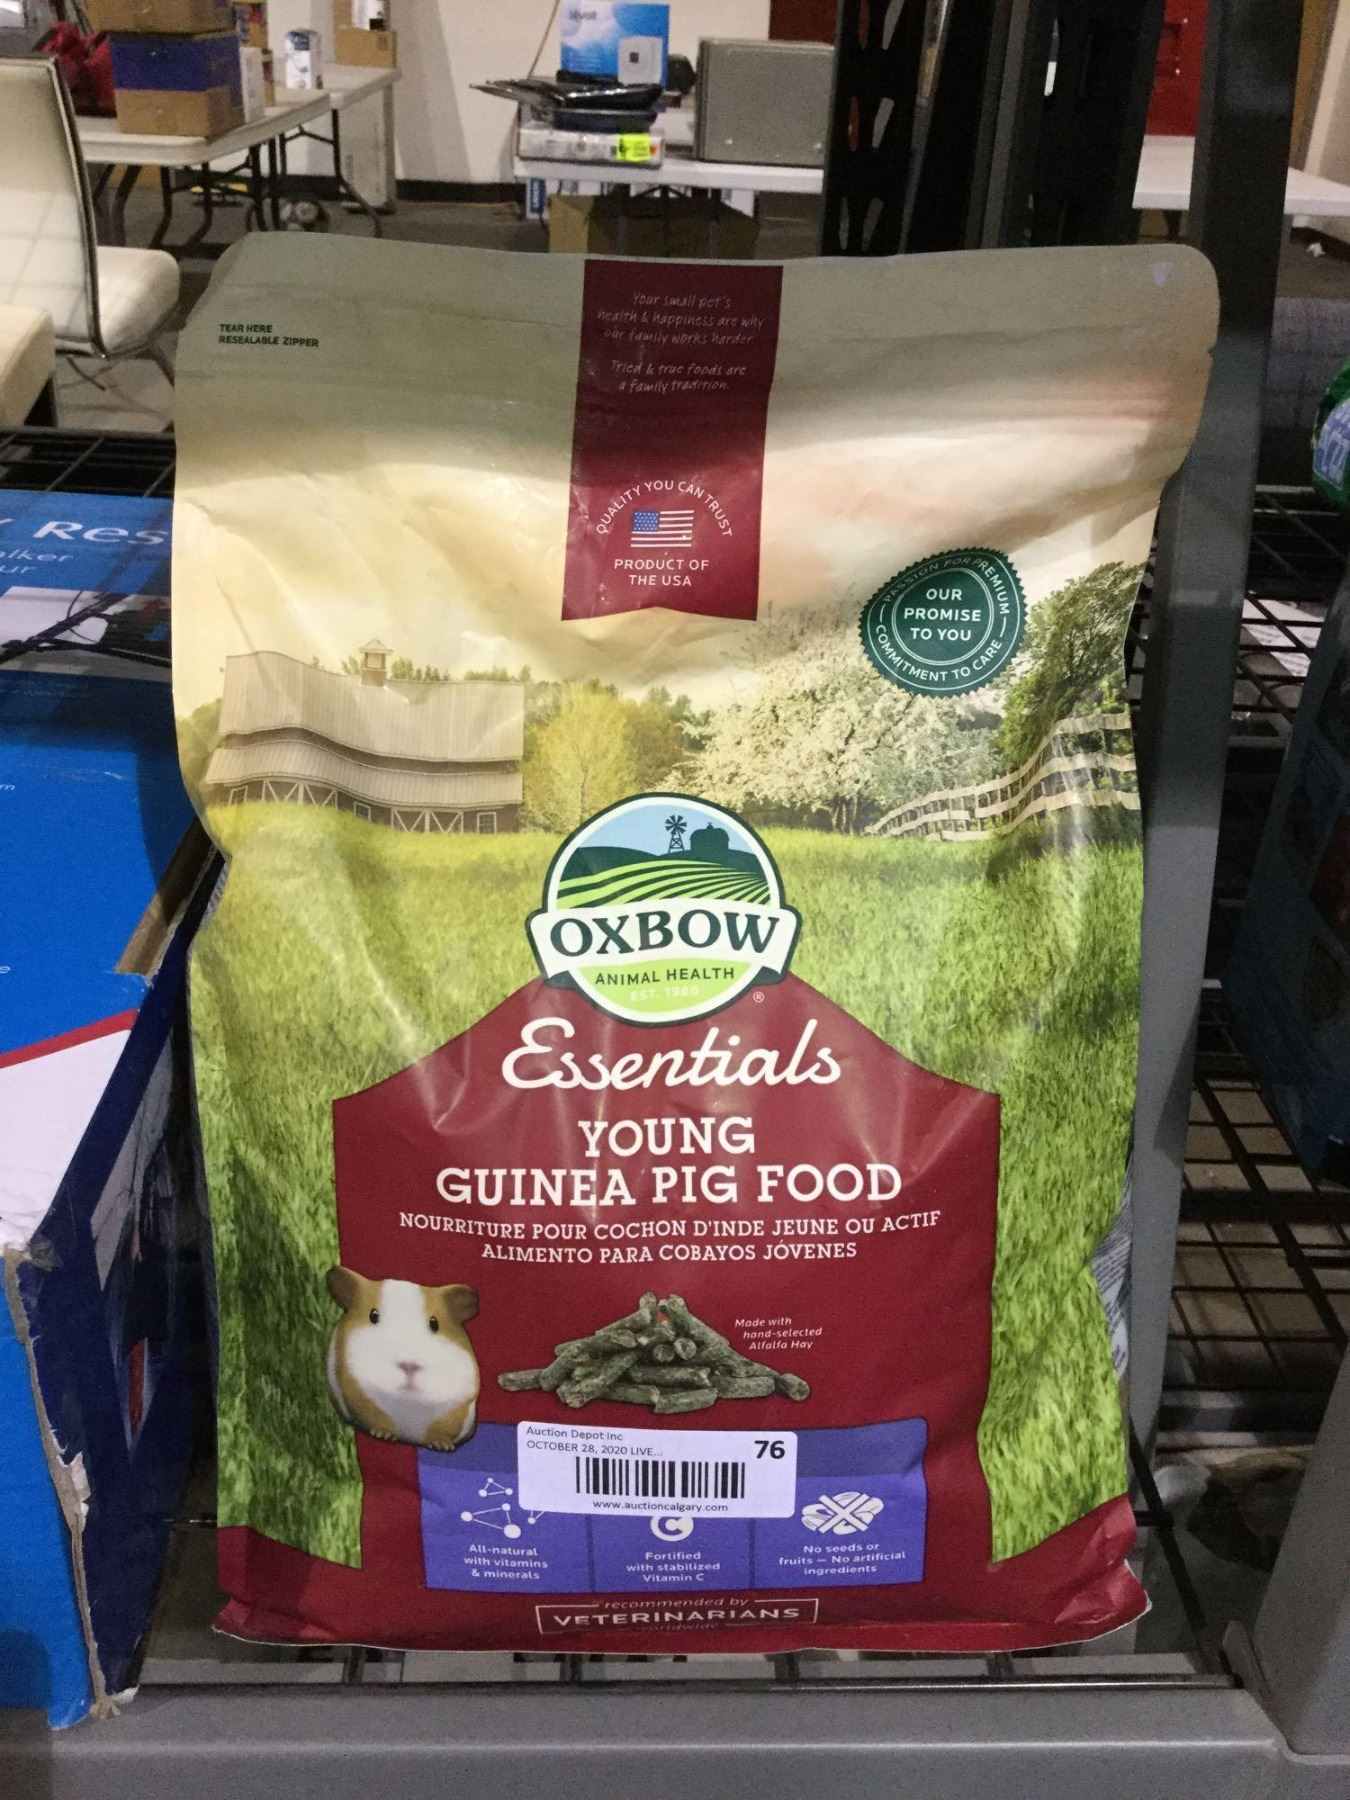 levoit
TEAR HERE
RESEALABLE ZIPPER
Your small pet's
health & happiness are why
our family works harder
Tried & true foods are
a family tradition.
QUALITY YOU CAN TRUST
PRODUCT OF
THE USA
PASSION FOR PREMIUM
OUR
PROMISE
TO YOU
COMMITMENT TO CARE
Res
alker
ur
OXBOW
ANIMAL HEALTH
EST. 1980
®
Essentials
YOUNG
GUINEA PIG FOOD
NOURRITURE POUR COCHON D'INDE JEUNE OU ACTIF
ALIMENTO PARA COBAYOS JÓVENES
Made with
hand-selected
Alfalfa Hay
Auction Depot Inc
OCTOBER 28, 2020 LIVE...
76
www.auctioncalgary.com
All-natural
with vitamins
& minerals
C
Fortified
with stabilized
Vitamin C
No seeds or
fruits – No artificial
ingredients
recommended by
VETERINARIANS
worldwide